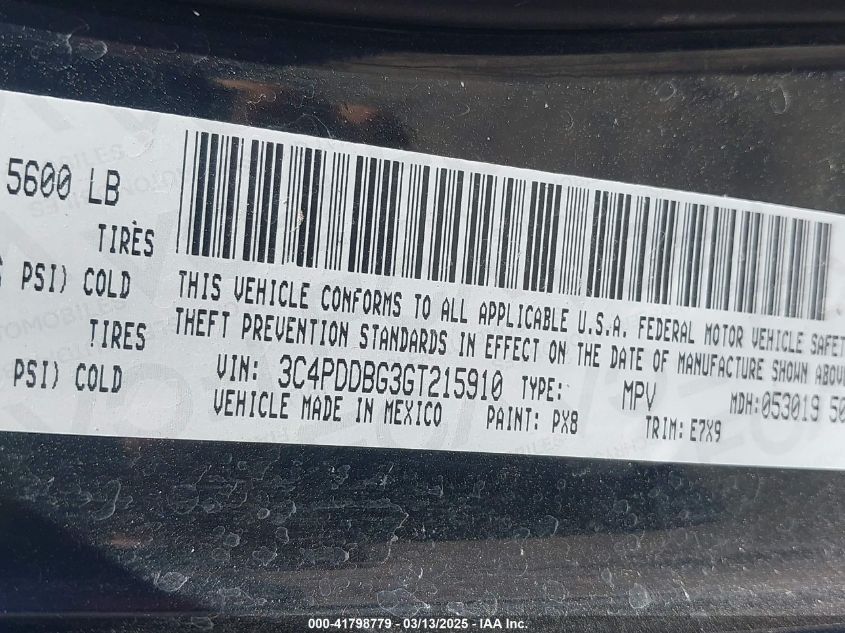 5600 LB
TIRÈS
PSI) COLD
TIRES
PSI) COLD
THIS VEHICLE CONFORMS TO ALL APPLICABLE U.S.A. FEDERAL MOTOR VEHICLE SAFET
THEFT PREVENTION STANDARDS IN EFFECT ON THE DATE OF MANUFACTURE SHOWN ABOV
VIN: 3C4PDDBG3GT215910 TYPE: MPV MDH:053019 50
VEHICLE MADE IN MEXICO PAINT: PX8 TRIM: E7X9
000-41798779 — 03/13/2025 — IAA Inc.